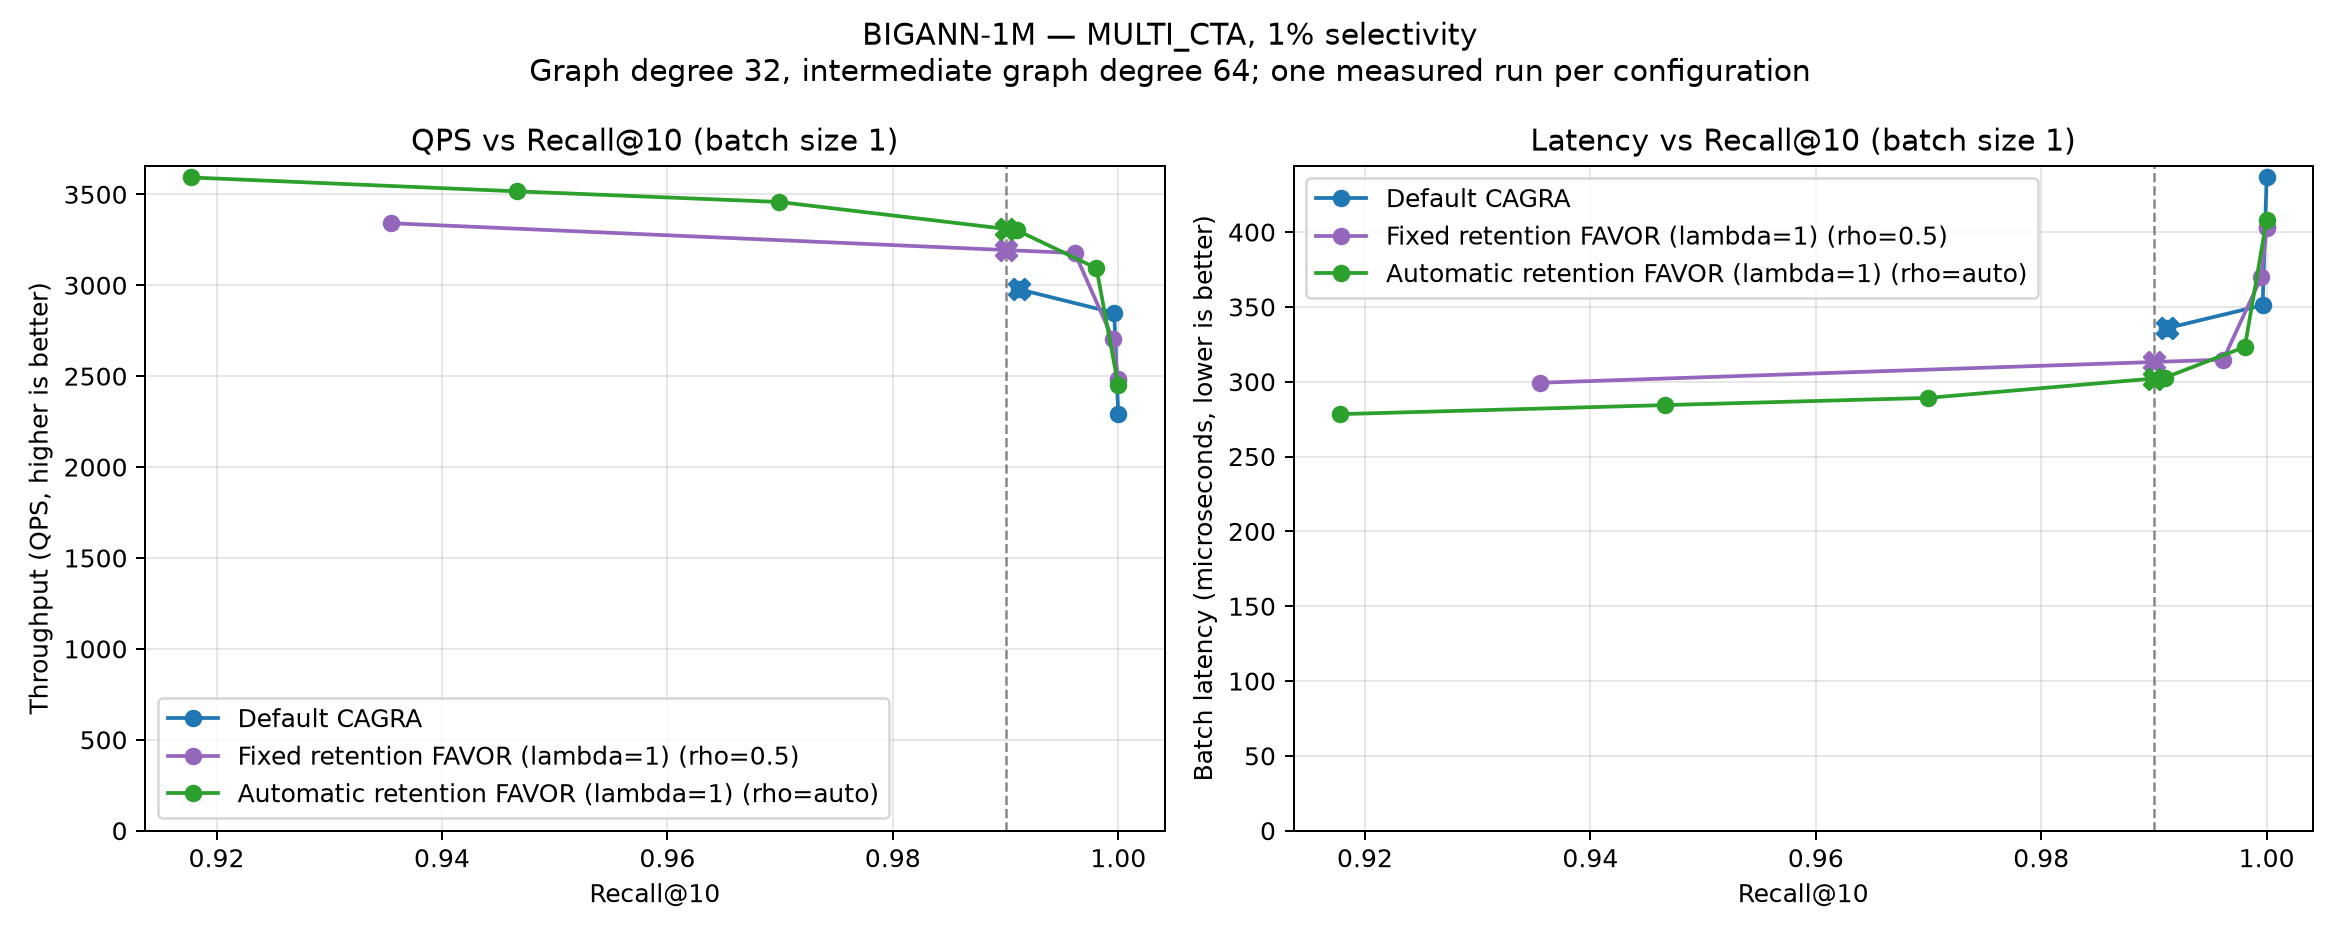 BIGANN-1M — MULTI_CTA, 1% selectivity
Graph degree 32, intermediate graph degree 64; one measured run per configuration
QPS vs Recall@10 (batch size 1)
Throughput (QPS, higher is better)
3500
3000
2500
2000
1500
1000
500
0
Default CAGRA
Fixed retention FAVOR (lambda=1) (rho=0.5)
Automatic retention FAVOR (lambda=1) (rho=auto)
0.92 0.94 0.96 0.98 1.00
Recall@10
Latency vs Recall@10 (batch size 1)
Batch latency (microseconds, lower is better)
Default CAGRA
Fixed retention FAVOR (lambda=1) (rho=0.5)
Automatic retention FAVOR (lambda=1) (rho=auto)
400
350
300
250
200
150
100
50
0
0.92 0.94 0.96 0.98 1.00
Recall@10